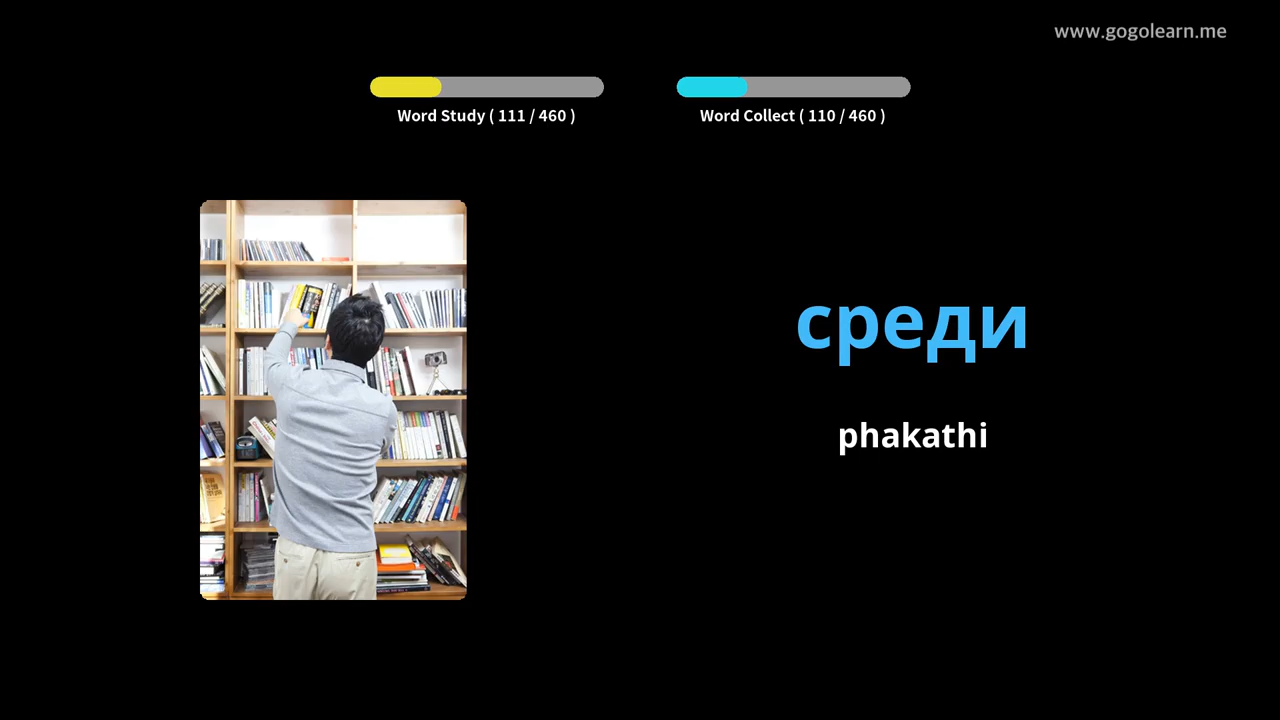 www.gogolearn.me
Word Study ( 111 / 460 )
Word Collect ( 110 / 460 )
среди
phakathi